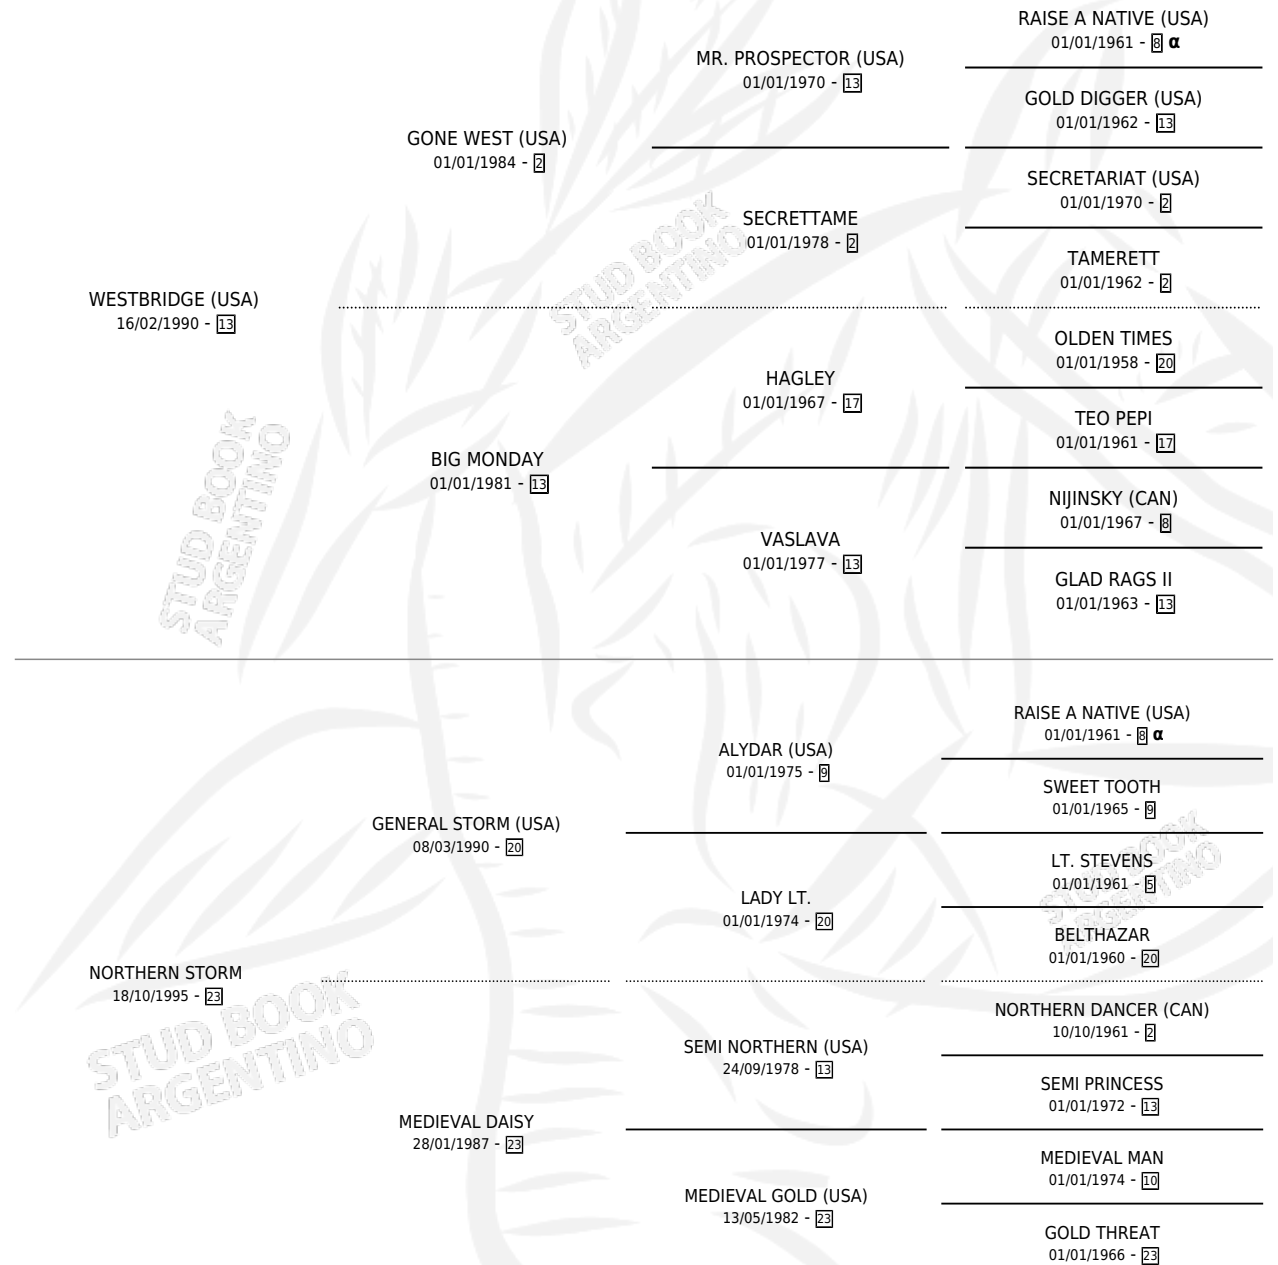 RAISE A NATIVE (USA)
01/01/1961 - 8 α
MR. PROSPECTOR (USA)
01/01/1970 - 13
GOLD DIGGER (USA)
01/01/1962 - 13
GONE WEST (USA)
01/01/1984 - 2
SECRETARIAT (USA)
01/01/1970 - 2
SECRETTAME
01/01/1978 - 2
TAMERETT
01/01/1962 - 2
WESTBRIDGE (USA)
16/02/1990 - 13
OLDEN TIMES
01/01/1958 - 20
HAGLEY
01/01/1967 - 17
TEO PEPI
01/01/1961 - 17
BIG MONDAY
01/01/1981 - 13
NIJINSKY (CAN)
01/01/1967 - 8
VASLAVA
01/01/1977 - 13
GLAD RAGS II
01/01/1963 - 13
RAISE A NATIVE (USA)
01/01/1961 - 8 α
ALYDAR (USA)
01/01/1975 - 9
SWEET TOOTH
01/01/1965 - 9
GENERAL STORM (USA)
08/03/1990 - 20
LT. STEVENS
01/01/1961 - 5
LADY LT.
01/01/1974 - 20
BELTHAZAR
01/01/1960 - 20
NORTHERN STORM
18/10/1995 - 23
NORTHERN DANCER (CAN)
10/10/1961 - 2
SEMI NORTHERN (USA)
24/09/1978 - 13
SEMI PRINCESS
01/01/1972 - 13
MEDIEVAL DAISY
28/01/1987 - 23
MEDIEVAL MAN
01/01/1974 - 10
MEDIEVAL GOLD (USA)
13/05/1982 - 23
GOLD THREAT
01/01/1966 - 23
STUD BOOK
ARGENTINO
STUD BOOK
ARGENTINO
STUD BOOK
ARGENTINO
STUD BOOK
ARGENTINO